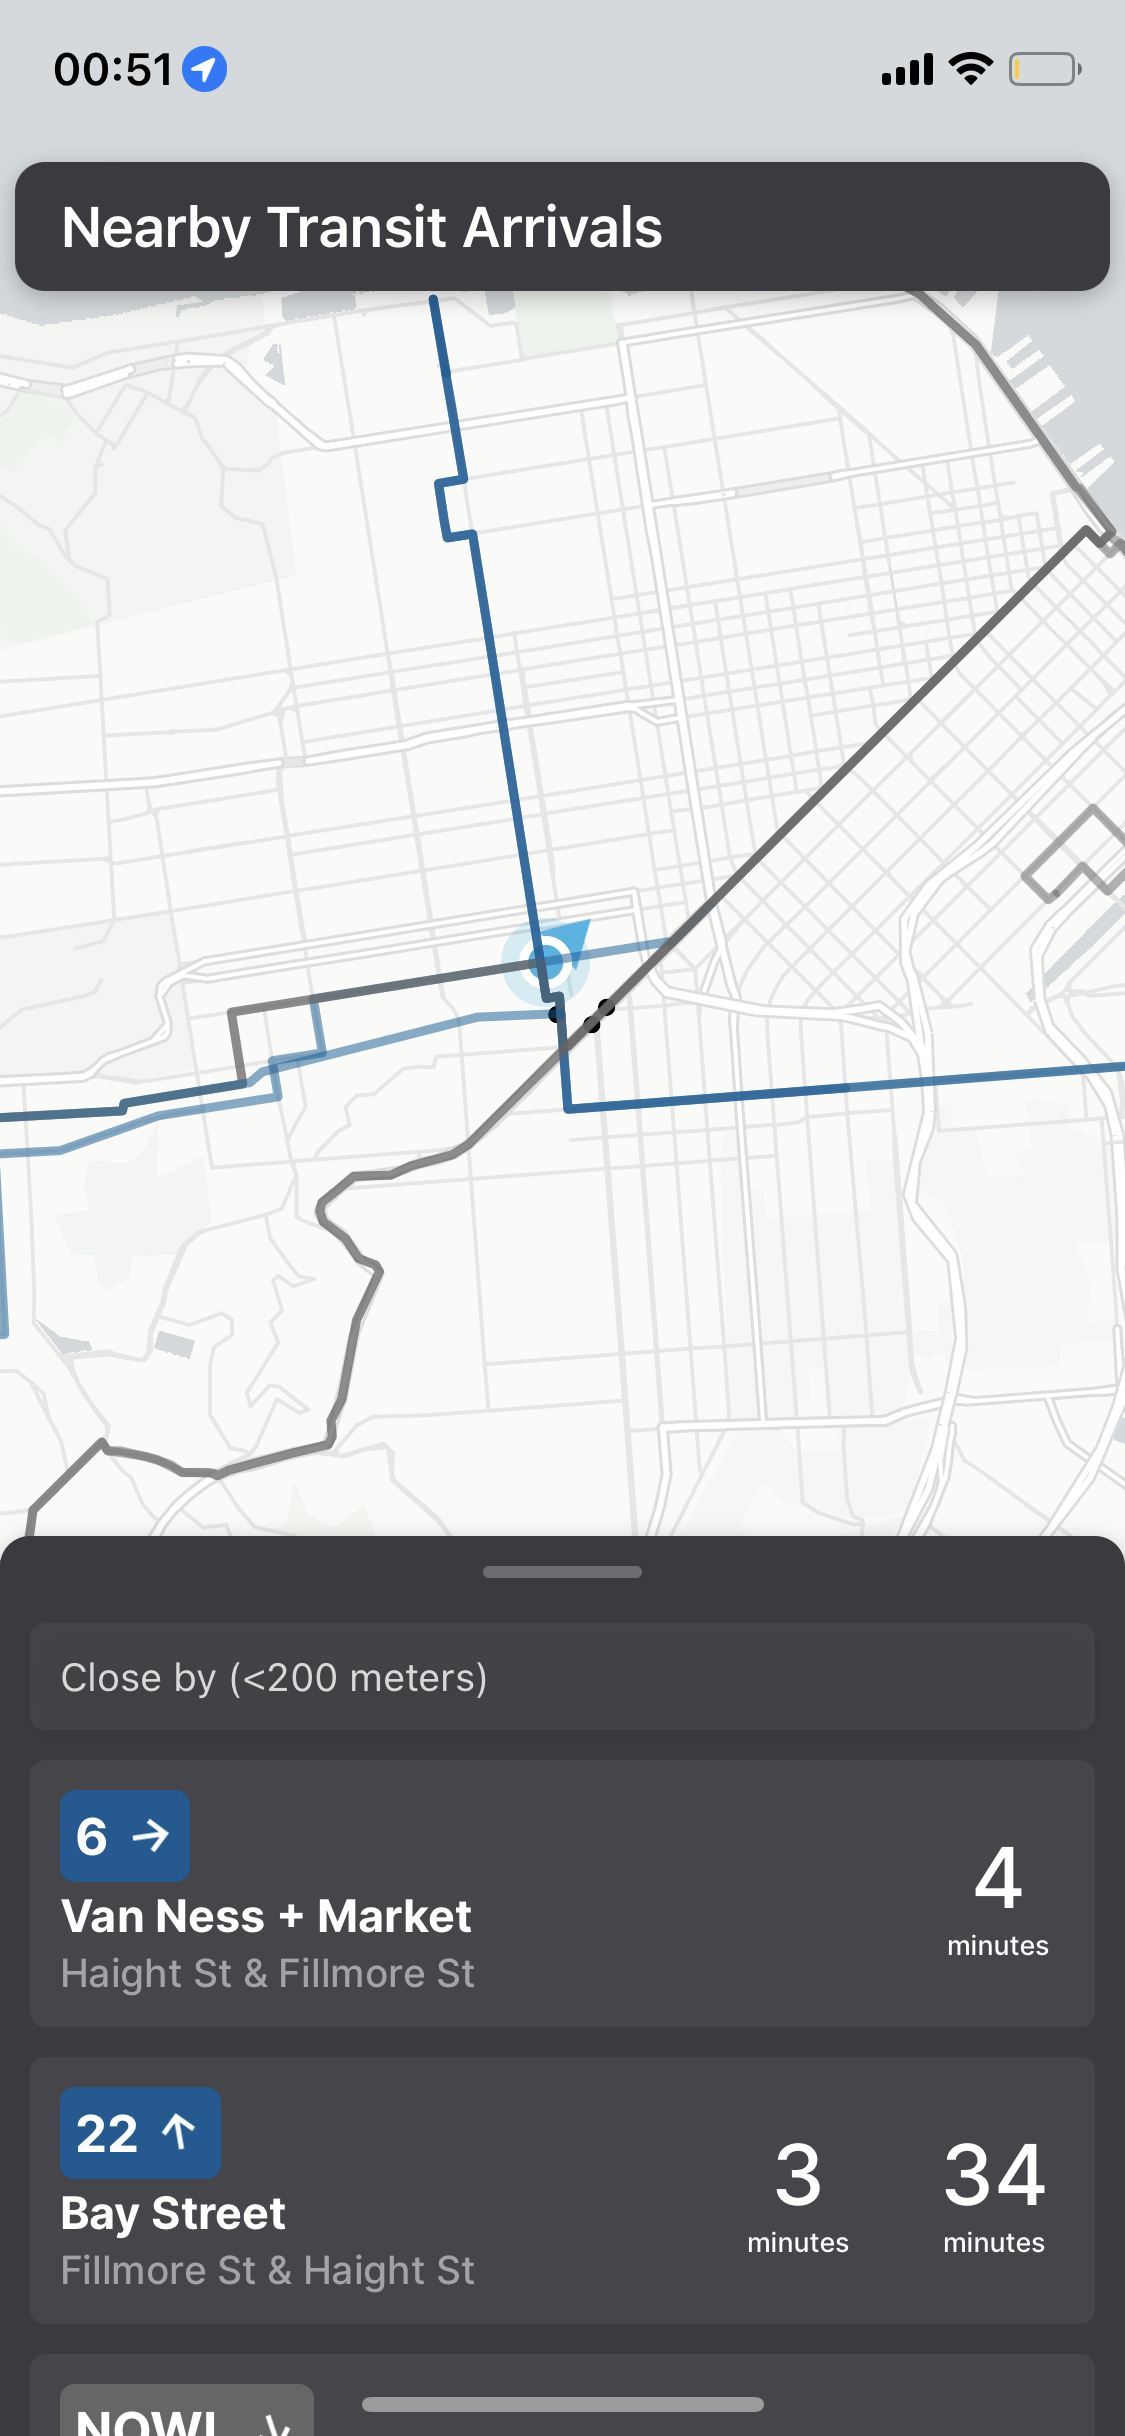 00:51
Nearby Transit Arrivals
Close by (<200 meters)
6 →
Van Ness + Market
Haight St & Fillmore St
4
minutes
22 ↑
Bay Street
Fillmore St & Haight St
3 34
minutes minutes
NOWL